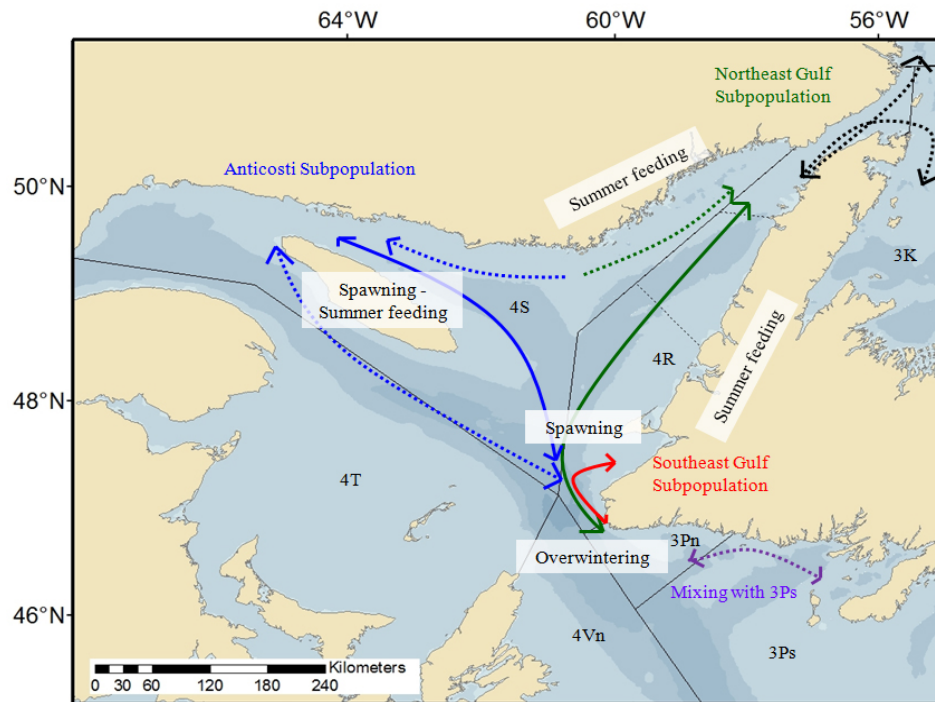 64°W 60°W 56°W
Northeast Gulf
Subpopulation
Anticosti Subpopulation
Summer feeding
50°N
3K
Spawning -
Summer feeding
4S
4R
Summer feeding
48°N
Spawning
Southeast Gulf
Subpopulation
4T
3Pn
Overwintering
Mixing with 3Ps
46°N
4Vn
3Ps
Kilometers
0 30 60 120 180 240